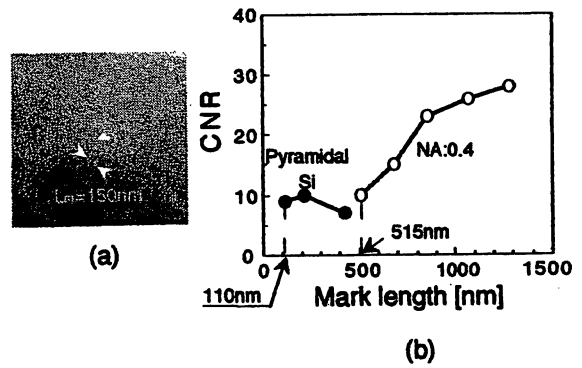 Lm=150nm
(a)
CNR
40
30
20
10
0
Pyramidal
Si
NA:0.4
515nm
0
500
1000
1500
110nm
Mark length [nm]
(b)